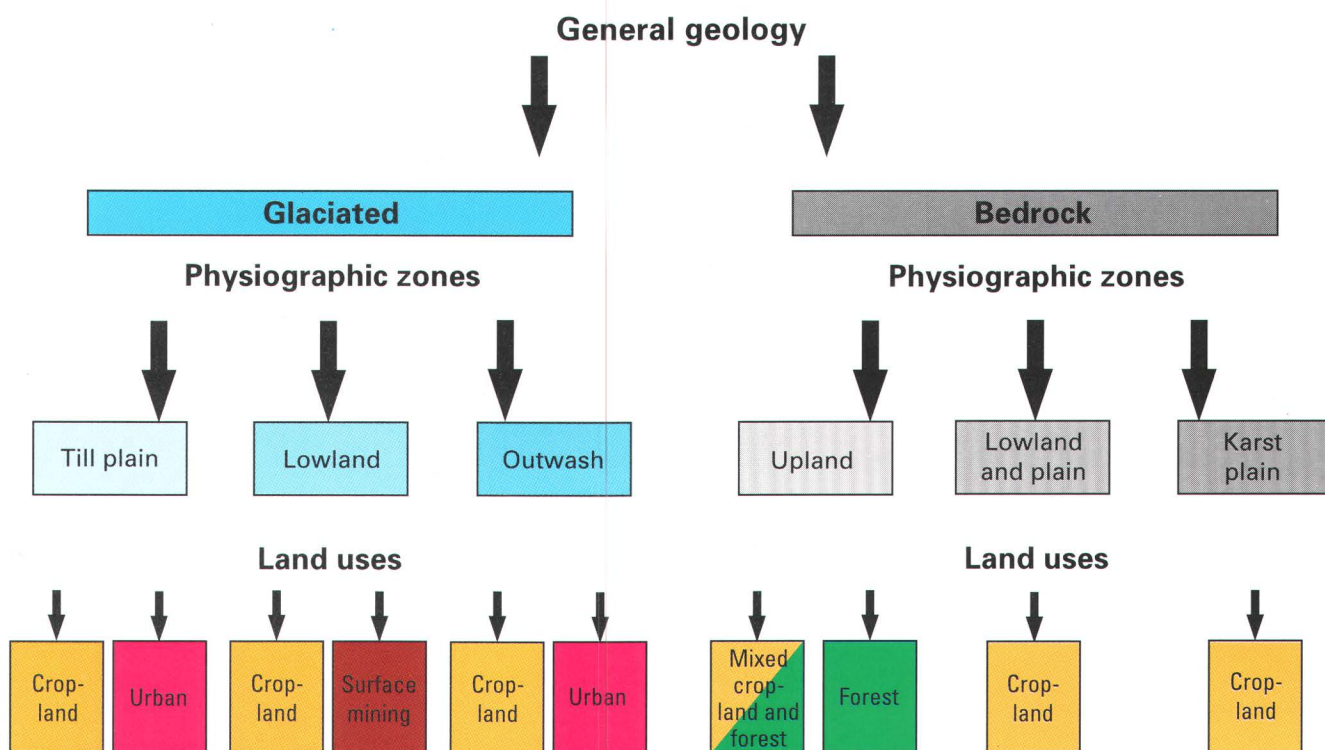 General geology
Glaciated
Bedrock
Physiographic zones
Physiographic zones
Till plain
Lowland
Outwash
Upland
Lowland
and plain
Karst
plain
Land uses
Land uses
Crop-
land
Urban
Crop-
land
Surface
mining
Crop-
land
Urban
Mixed
crop-
land and
forest
Forest
Crop-
land
Crop-
land